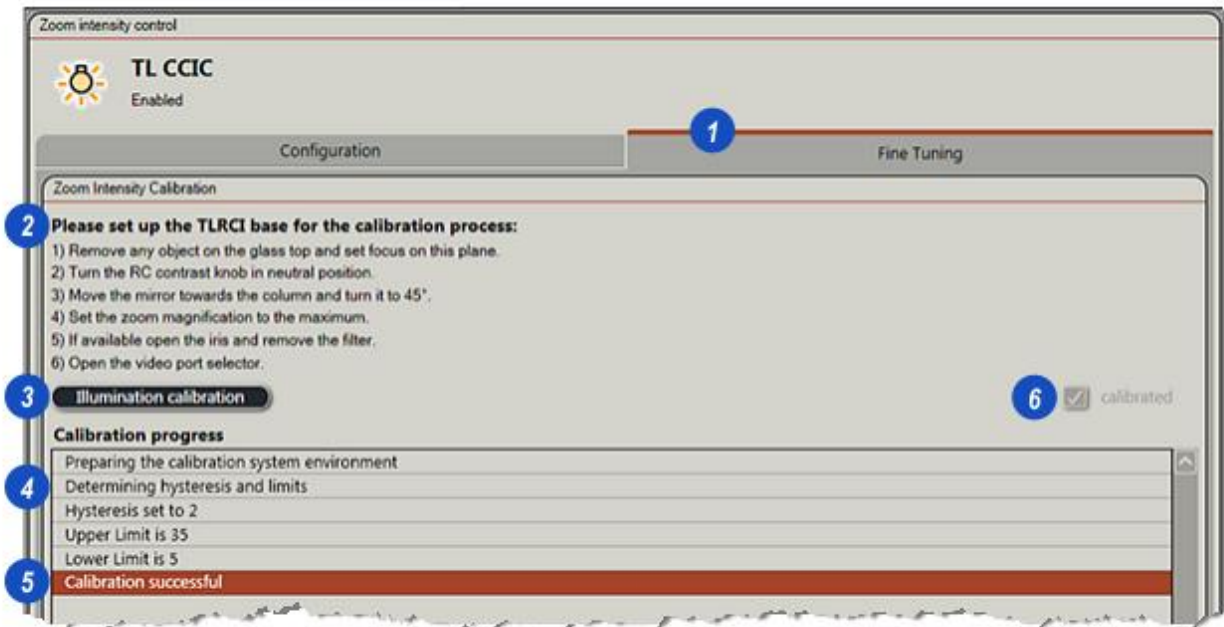 Zoom intensity control
TL CCIC
Enabled
1
Configuration
Fine Tuning
Zoom Intensity Calibration
2
Please set up the TLRCI base for the calibration process:
1) Remove any object on the glass top and set focus on this plane.
2) Turn the RC contrast knob in neutral position.
3) Move the mirror towards the column and turn it to 45°.
4) Set the zoom magnification to the maximum.
5) If available open the iris and remove the filter.
6) Open the video port selector.
3
Illumination calibration
6
calibrated
Calibration progress
Preparing the calibration system environment
4
Determining hysteresis and limits
Hysteresis set to 2
Upper Limit is 35
Lower Limit is 5
5
Calibration successful